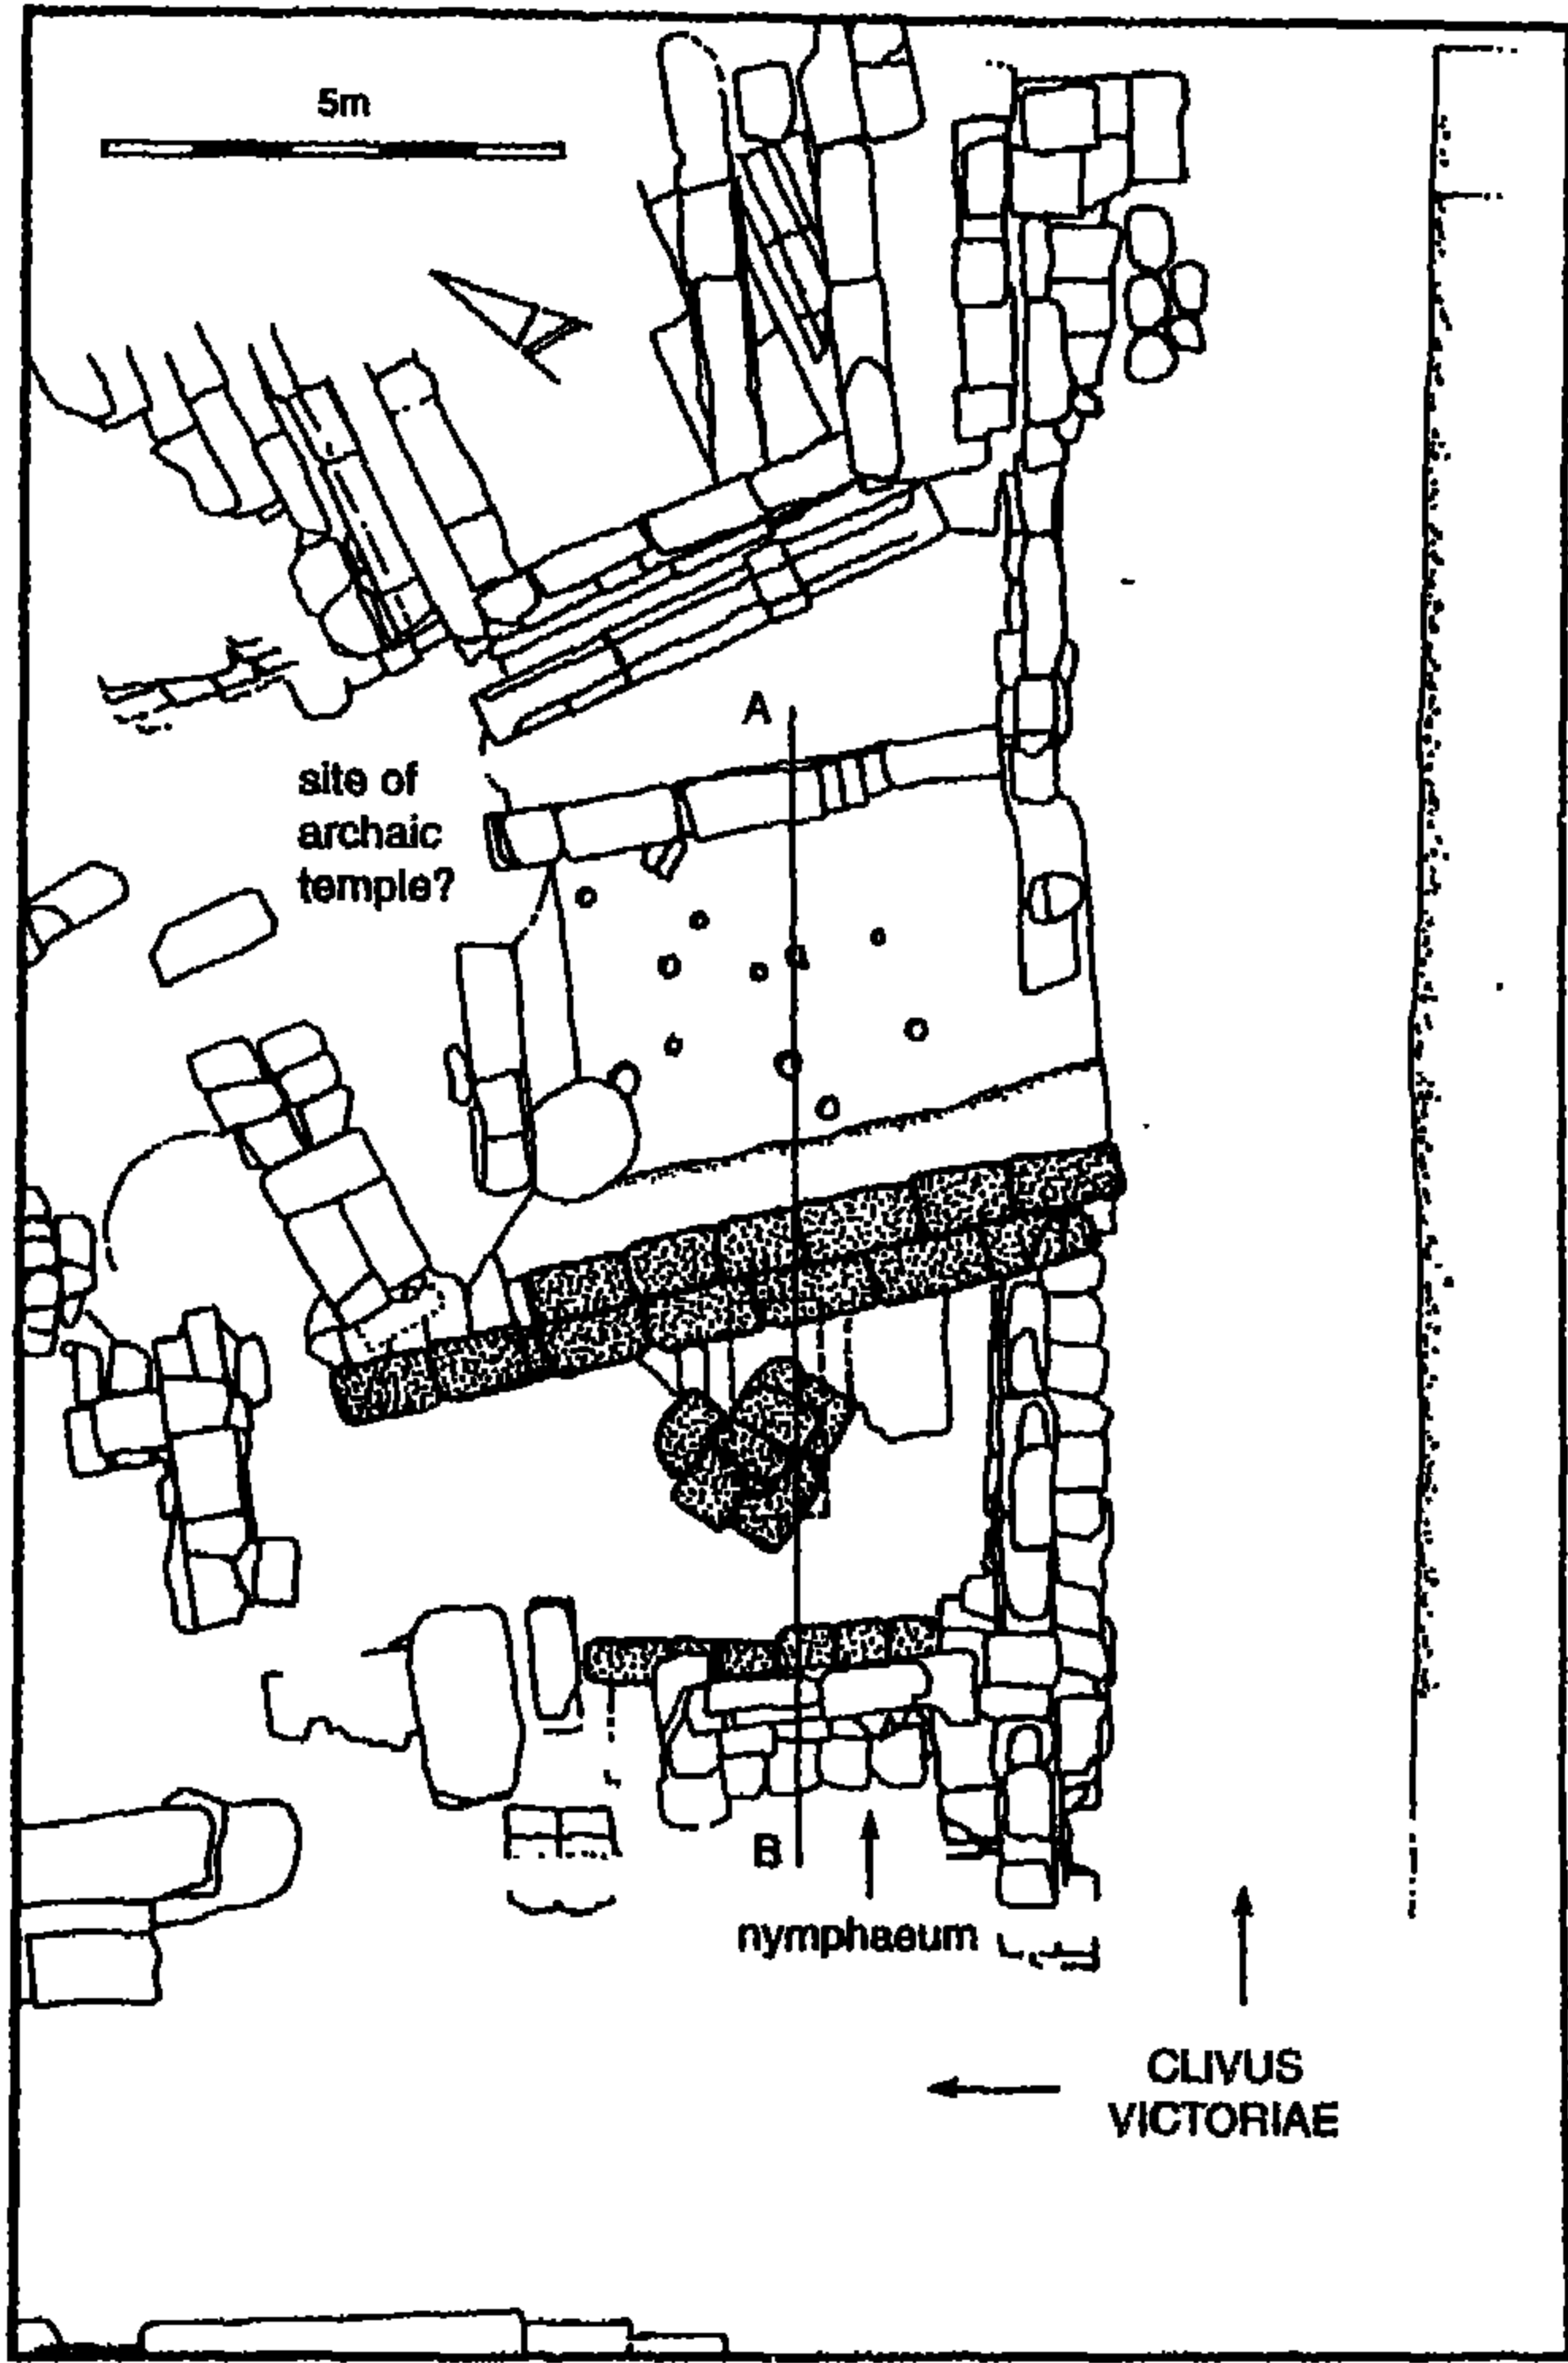 5m
A
site of
archaic
temple?
B
nymphaeum
CLIVUS
VICTORIAE